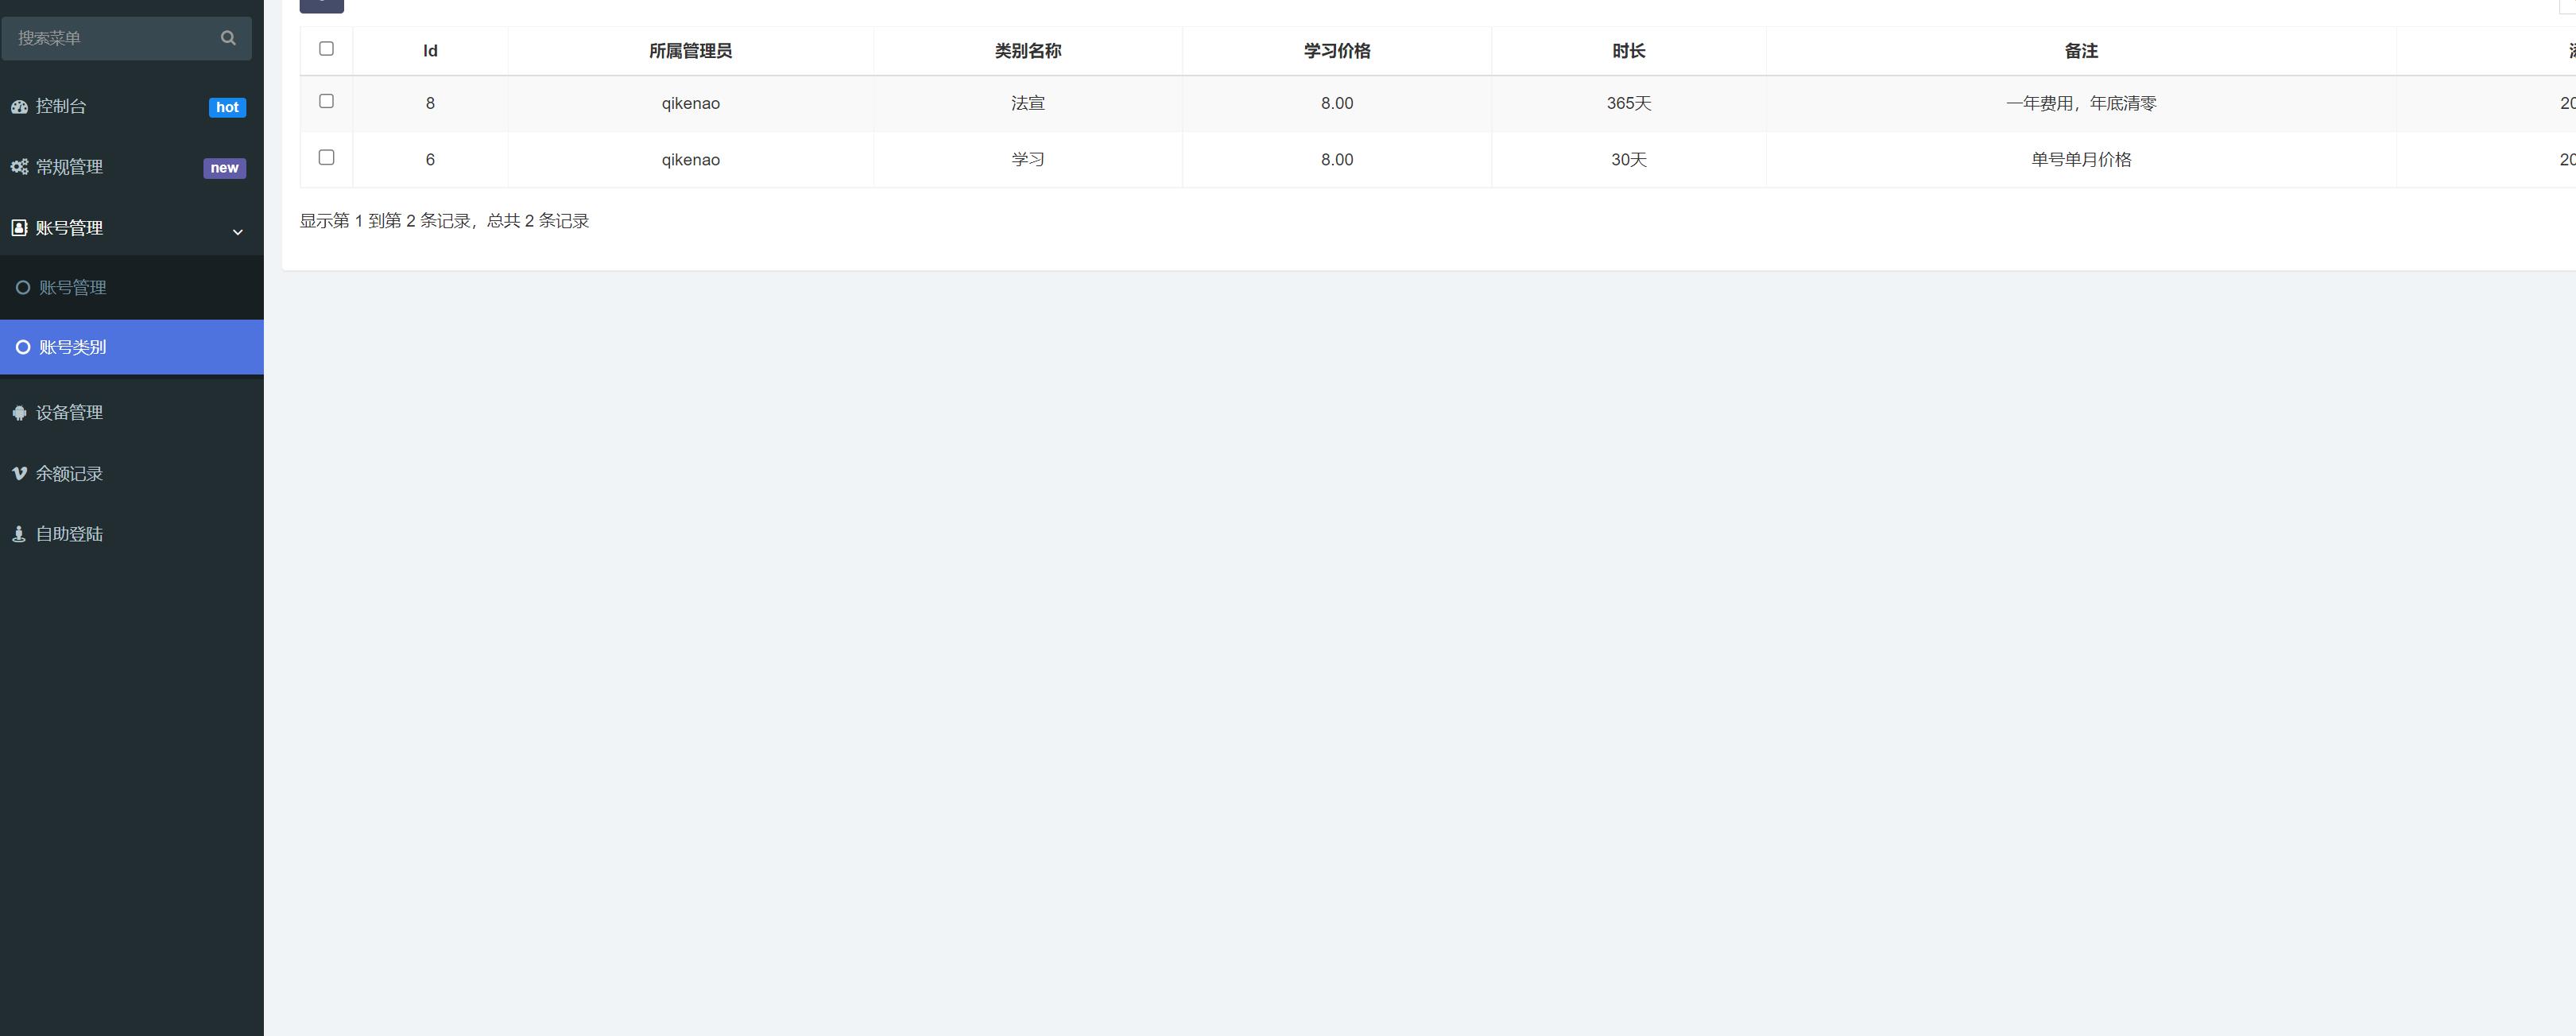 搜索菜单
控制台 hot
常规管理 new
账号管理
账号管理
账号类别
设备管理
余额记录
自助登陆
Id 所属管理员 类别名称 学习价格 时长 备注
8 qikenao 法宣 8.00 365天 一年费用，年底清零 20
6 qikenao 学习 8.00 30天 单号单月价格 20
显示第 1 到第 2 条记录，总共 2 条记录